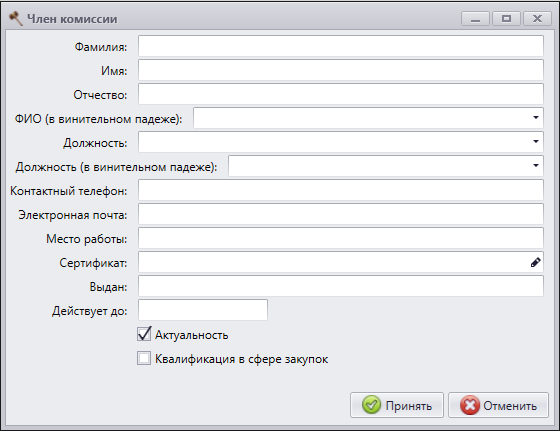 Член комиссии
Фамилия:
Имя:
Отчество:
ФИО (в винительном падеже):
Должность:
Должность (в винительном падеже):
Контактный телефон:
Электронная почта:
Место работы:
Сертификат:
Выдан:
Действует до:
Актуальность
Квалификация в сфере закупок
Принять Отменить